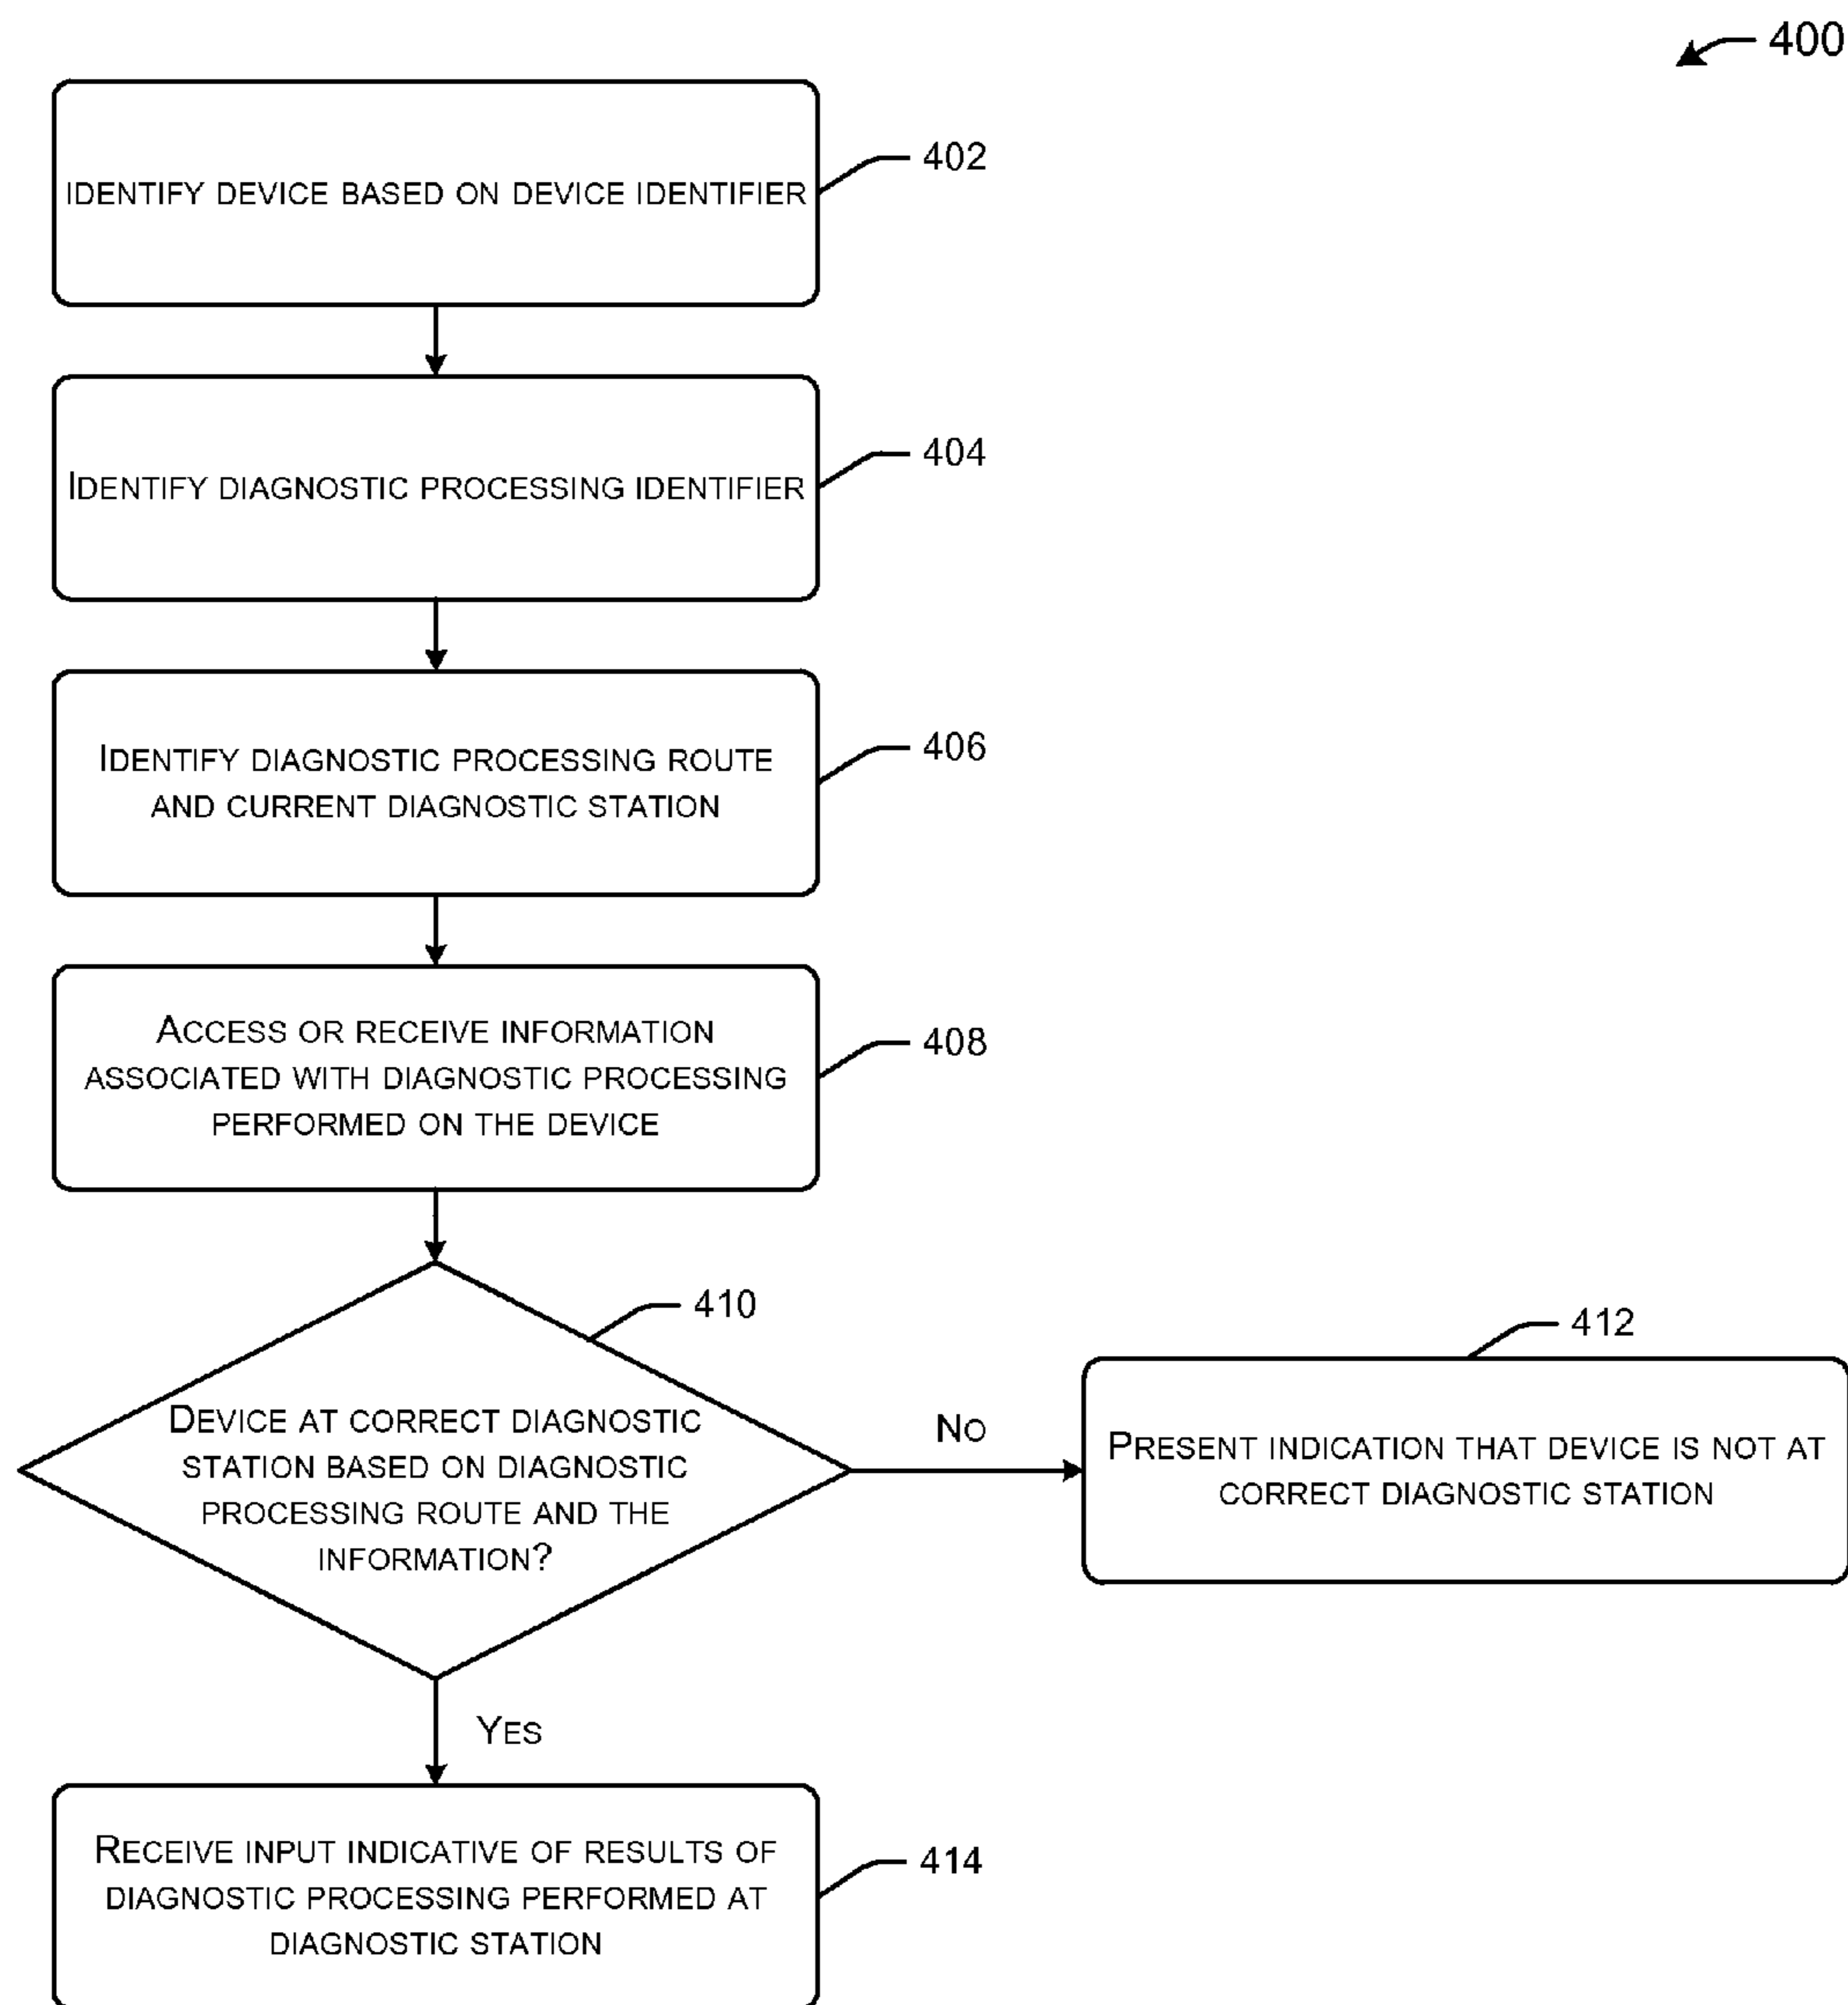 400
IDENTIFY DEVICE BASED ON DEVICE IDENTIFIER
402
IDENTIFY DIAGNOSTIC PROCESSING IDENTIFIER
404
IDENTIFY DIAGNOSTIC PROCESSING ROUTE
AND CURRENT DIAGNOSTIC STATION
406
ACCESS OR RECEIVE INFORMATION
ASSOCIATED WITH DIAGNOSTIC PROCESSING
PERFORMED ON THE DEVICE
408
410
DEVICE AT CORRECT DIAGNOSTIC
STATION BASED ON DIAGNOSTIC
PROCESSING ROUTE AND THE
INFORMATION?
NO
412
PRESENT INDICATION THAT DEVICE IS NOT AT
CORRECT DIAGNOSTIC STATION
YES
RECEIVE INPUT INDICATIVE OF RESULTS OF
DIAGNOSTIC PROCESSING PERFORMED AT
DIAGNOSTIC STATION
414